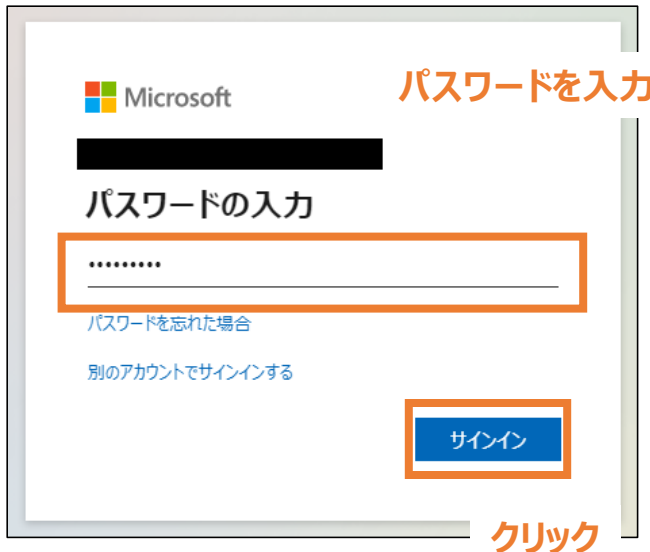 パスワードを入力
Microsoft
パスワードの入力
•••••••••
パスワードを忘れた場合
別のアカウントでサインインする
サインイン
クリック